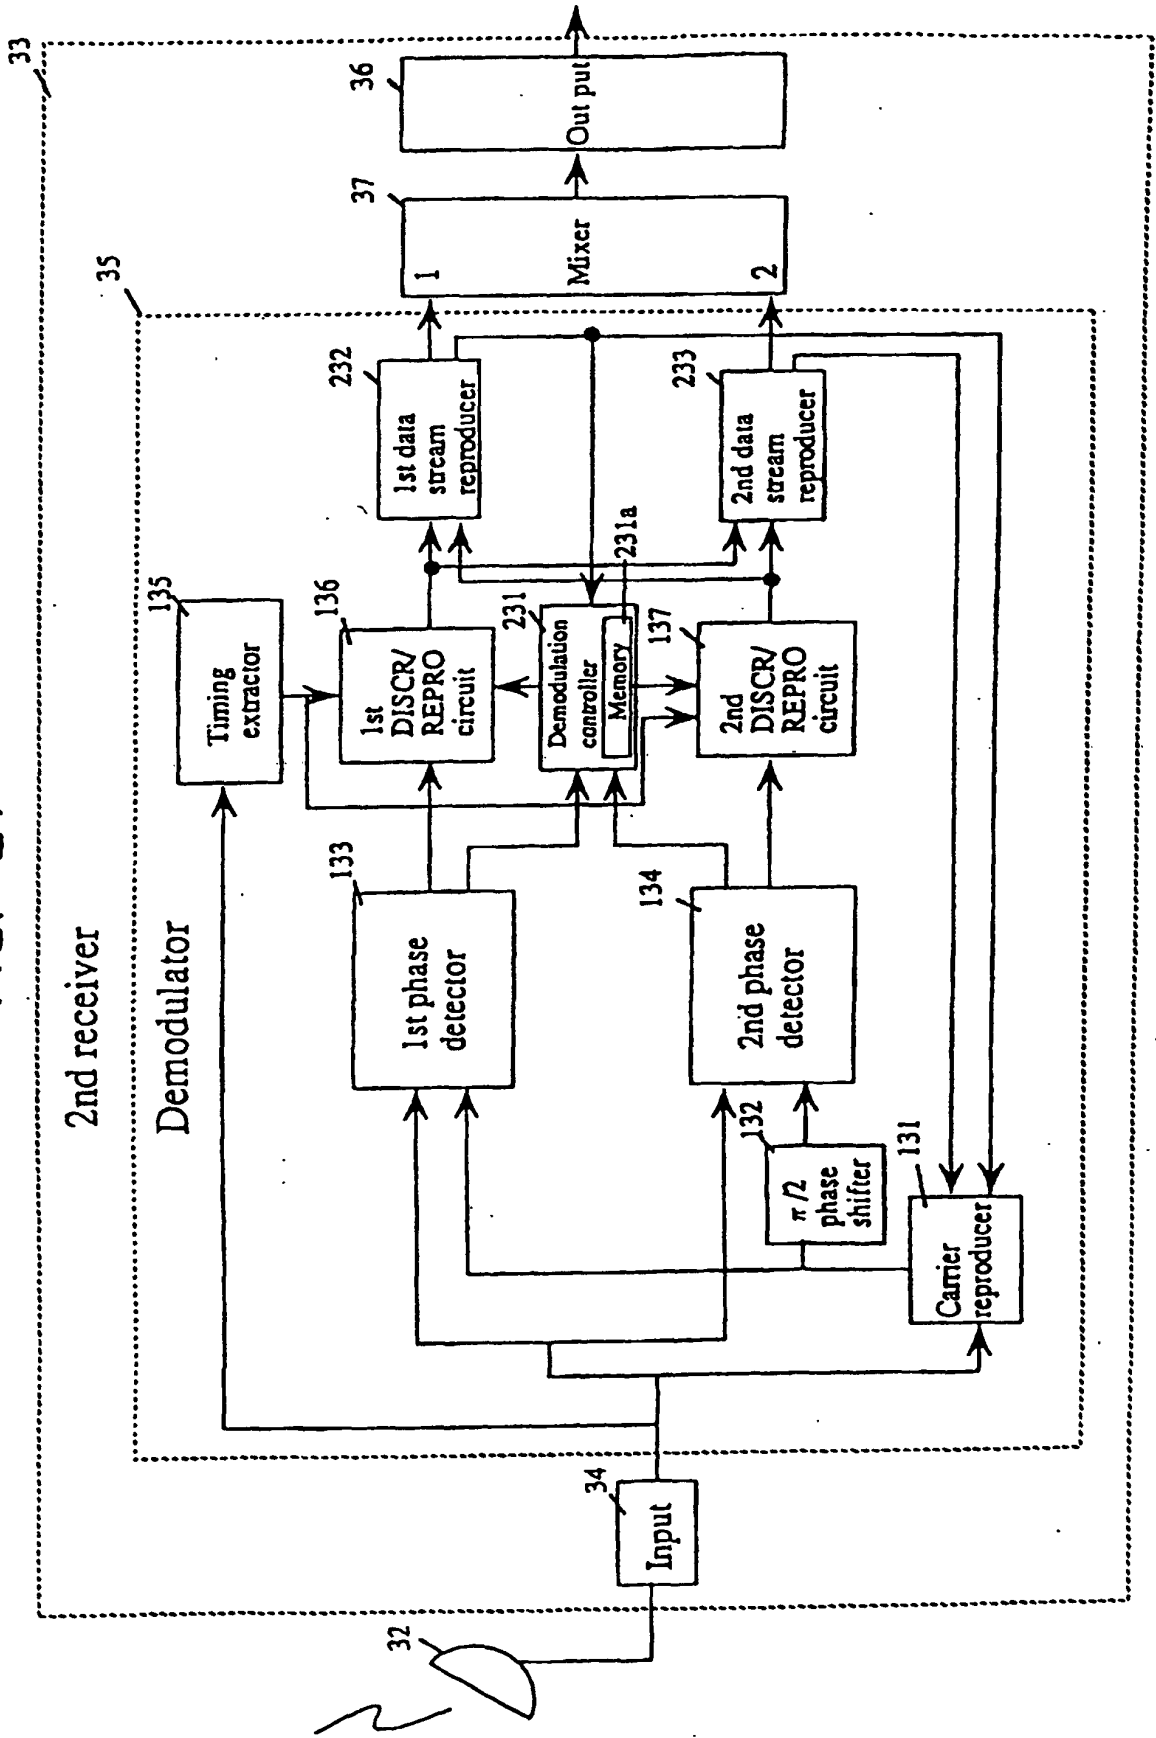 2nd receiver
33
Demodulator
35
135
Timing
extractor
133
1st phase
detector
136
1st
DISCR/
REPRO
circuit
232
1st data
stream
reproducer
37
1
Mixer
2
36
Out put
231
Demodulation
controller
Memory
231a
32
34
Input
134
2nd phase
detector
137
2nd
DISCR/
REPRO
circuit
233
2nd data
stream
reproducer
132
π/2
phase
shifter
131
Carrier
reproducer